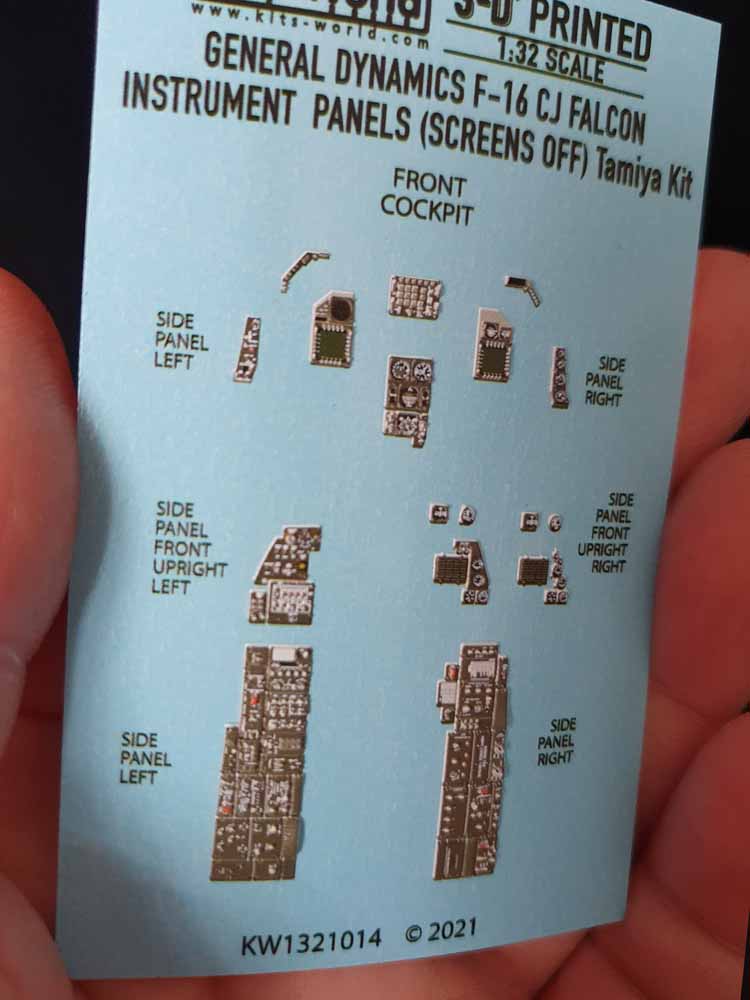 www.kits-world.com
3-D PRINTED
1:32 SCALE
GENERAL DYNAMICS F-16 CJ FALCON
INSTRUMENT PANELS (SCREENS OFF) Tamiya Kit
FRONT
COCKPIT
SIDE
PANEL
LEFT
SIDE
PANEL
RIGHT
SIDE
PANEL
FRONT
UPRIGHT
LEFT
SIDE
PANEL
FRONT
UPRIGHT
RIGHT
SIDE
PANEL
LEFT
SIDE
PANEL
RIGHT
KW1321014 © 2021